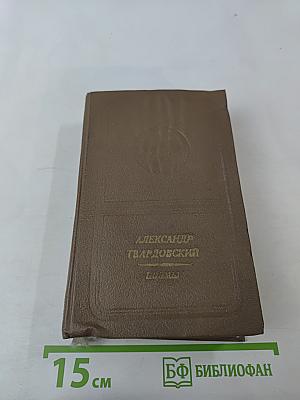 АЛЕКСАНДР
ТВАРДОВСКИЙ
ПОЭМЫ
15 см
БФ БИБЛИОФАН